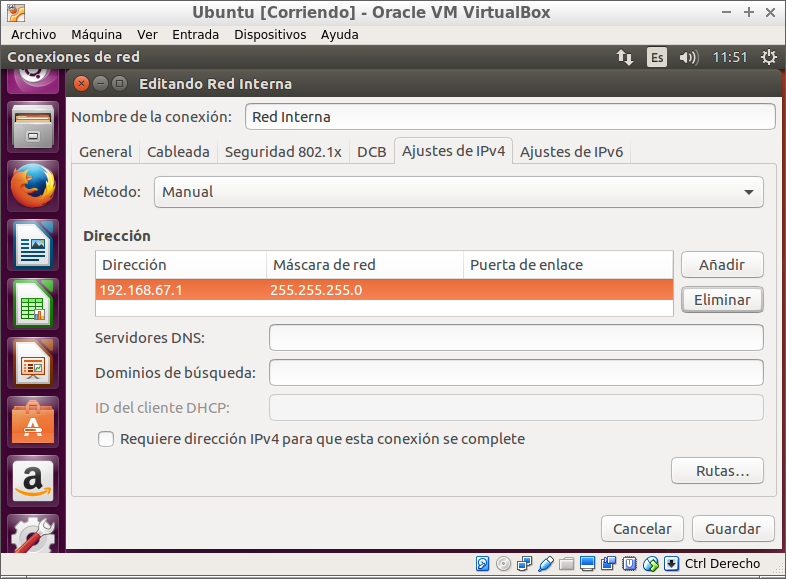 Ubuntu [Corriendo] - Oracle VM VirtualBox
Archivo Máquina Ver Entrada Dispositivos Ayuda
Conexiones de red Es 11:51
Editando Red Interna
Nombre de la conexión: Red Interna
General Cableada Seguridad 802.1x DCB Ajustes de IPv4 Ajustes de IPv6
Método: Manual
Dirección
Dirección Máscara de red Puerta de enlace Añadir
192.168.67.1 255.255.255.0 Eliminar
Servidores DNS:
Dominios de búsqueda:
ID del cliente DHCP:
Requiere dirección IPv4 para que esta conexión se complete
Rutas...
Cancelar Guardar
Ctrl Derecho